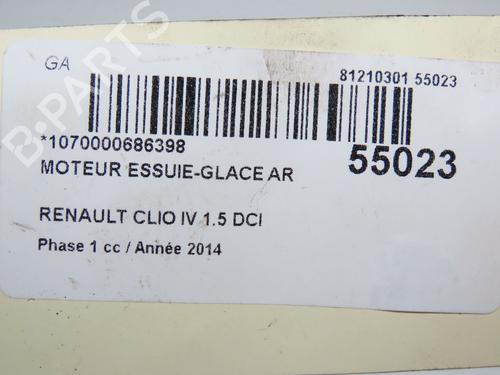 GA
81210301 55023
*1070000686398
55023
MOTEUR ESSUIE-GLACE AR
RENAULT CLIO IV 1.5 DCI
Phase 1 cc / Année 2014
B-PARTS